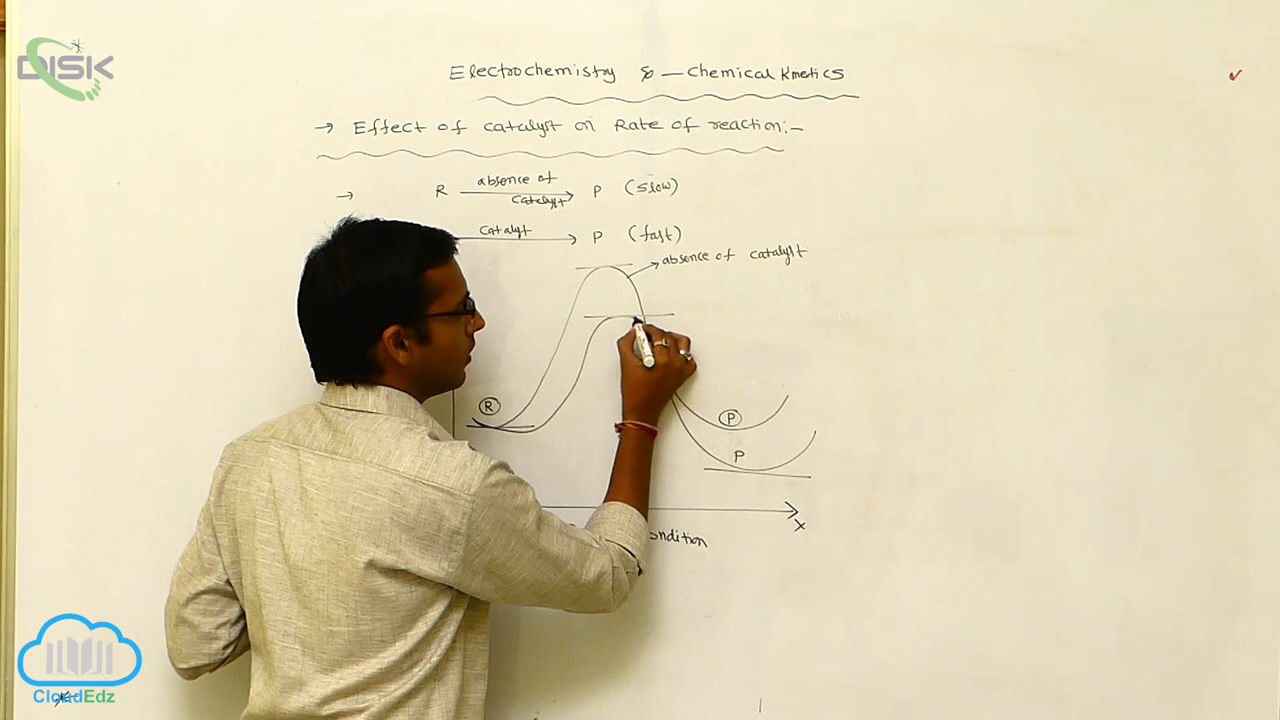 DISK
Electrochemistry & - Chemical Kinetics
→ Effect of catalyst on Rate of reaction:-
→ R absence of catalyst → P (slow)
catalyst → P (fast)
absence of catalyst
R
P
P
X
ondition
CloudEdz